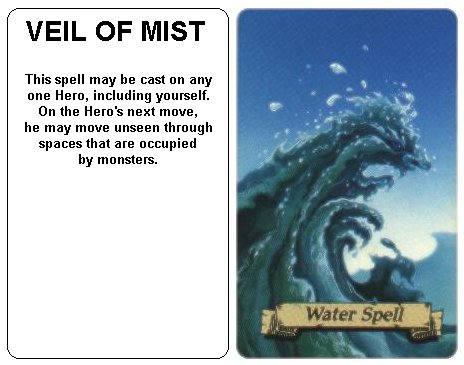 VEIL OF MIST
This spell may be cast on any
one Hero, including yourself.
On the Hero's next move,
he may move unseen through
spaces that are occupied
by monsters.
Water Spell